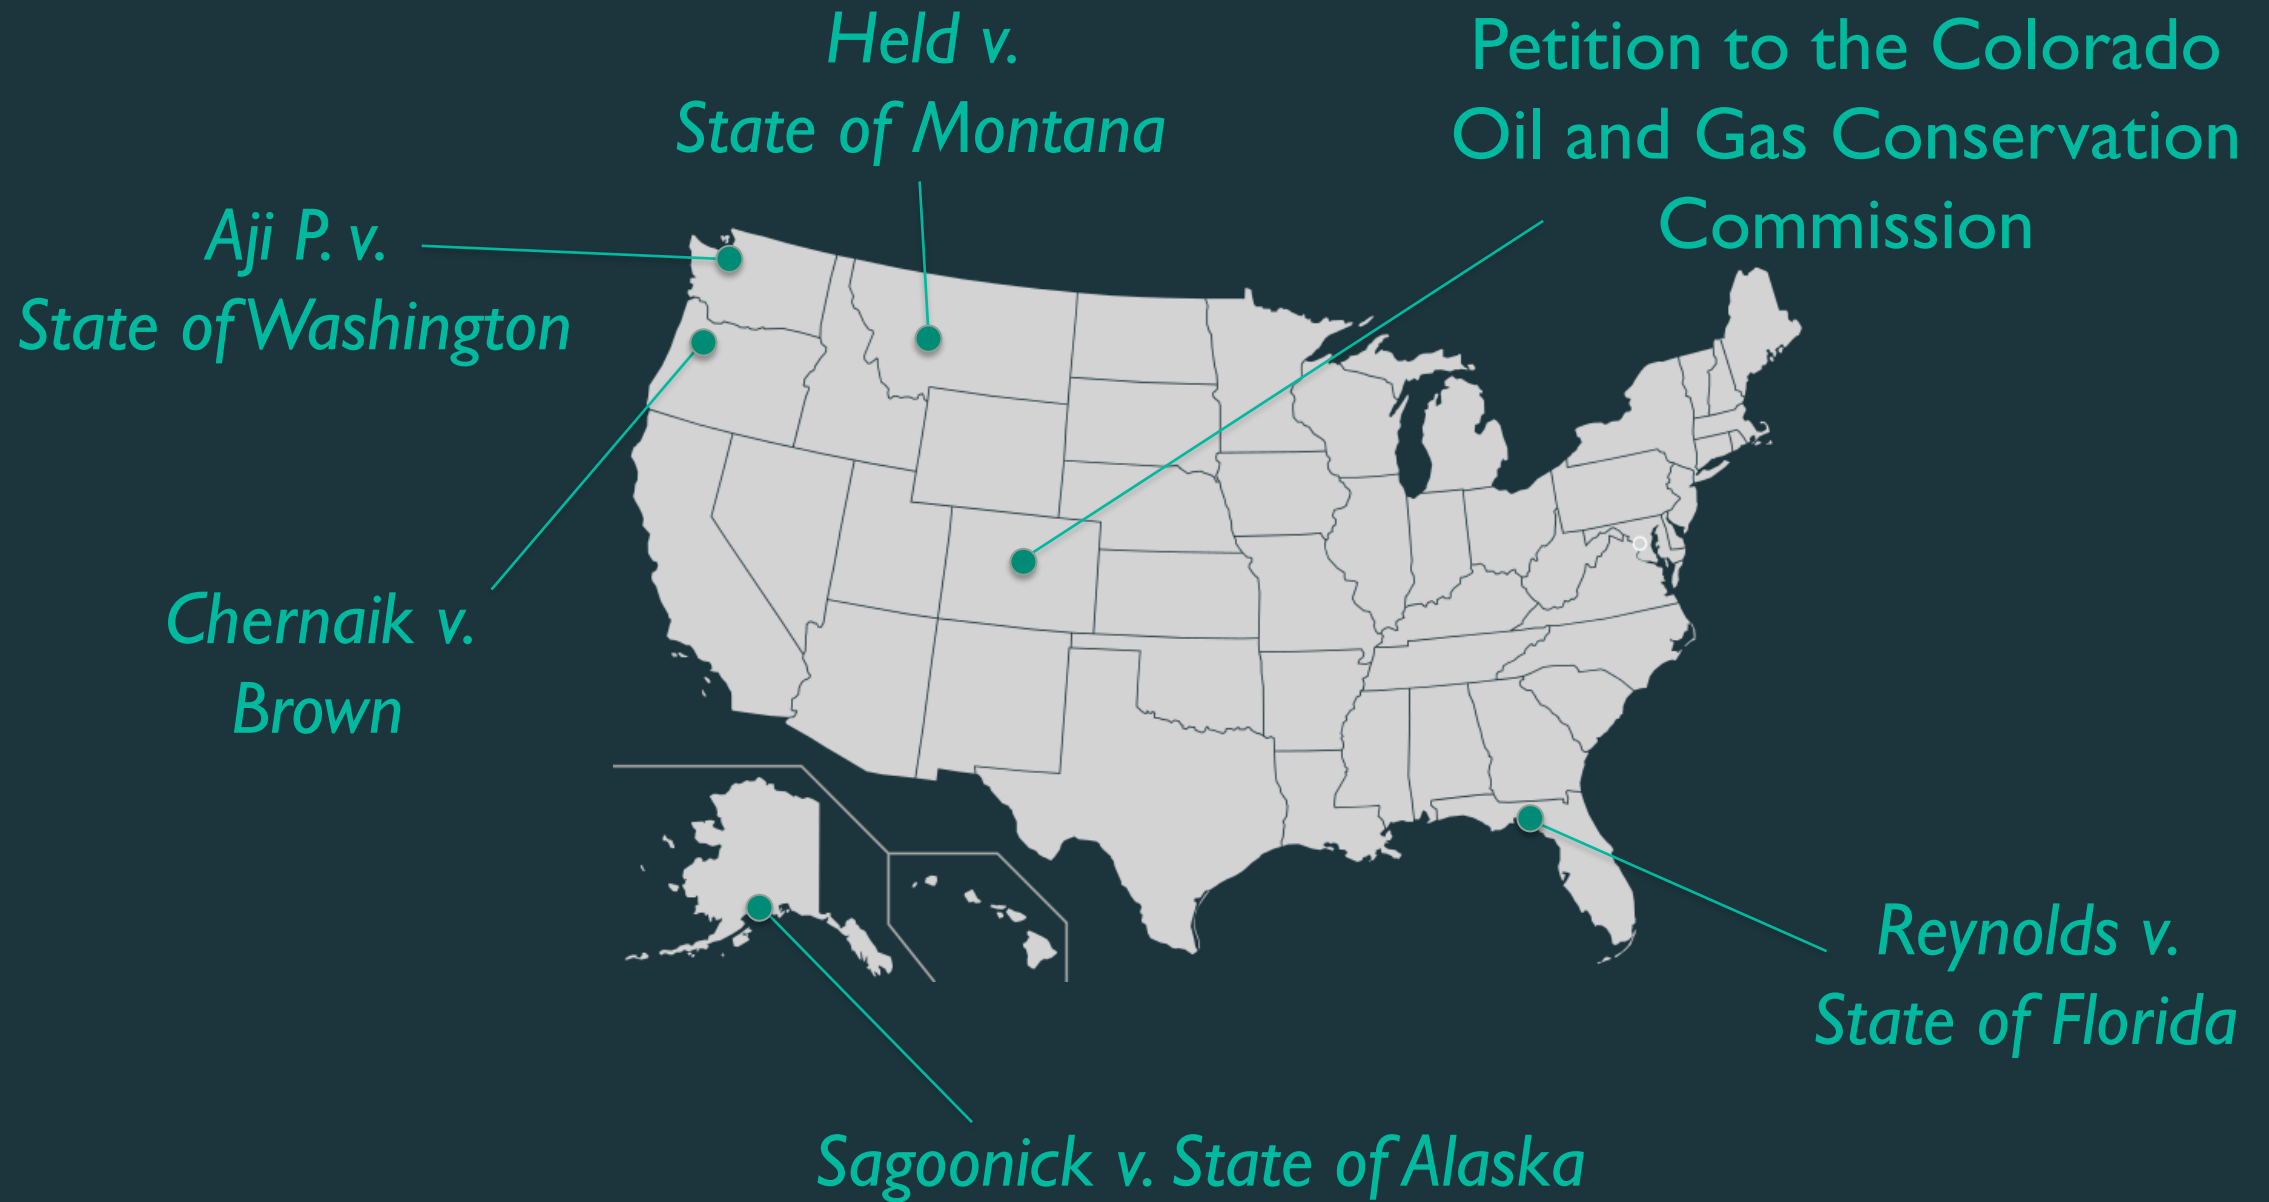 Held v.
State of Montana
Petition to the Colorado
Oil and Gas Conservation
Commission
Aji P. v.
State of Washington
Chernaik v.
Brown
Reynolds v.
State of Florida
Sagoonick v. State of Alaska